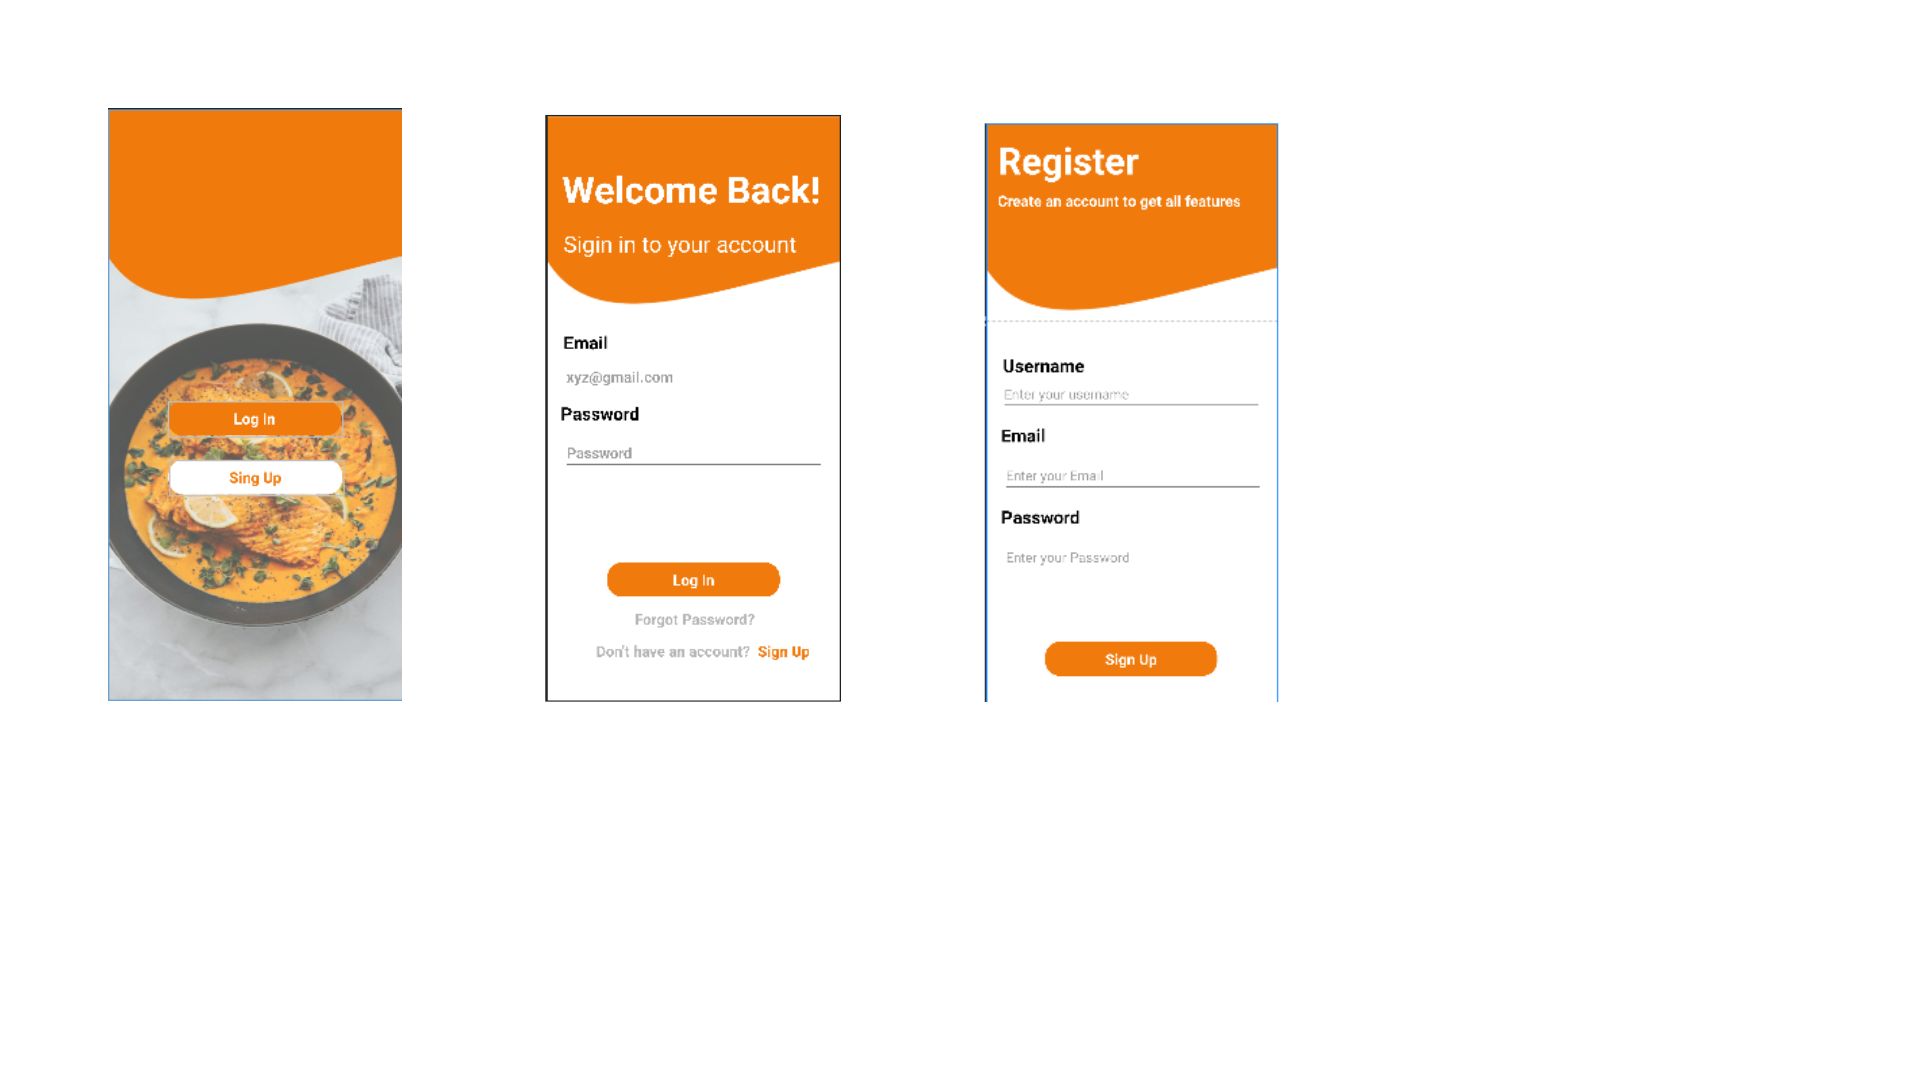 Log In
Sing Up
Welcome Back!
Sigin in to your account
Email
xyz@gmail.com
Password
Password
Log In
Forgot Password?
Don't have an account? Sign Up
Register
Create an account to get all features
Username
Enter your username
Email
Enter your Email
Password
Enter your Password
Sign Up